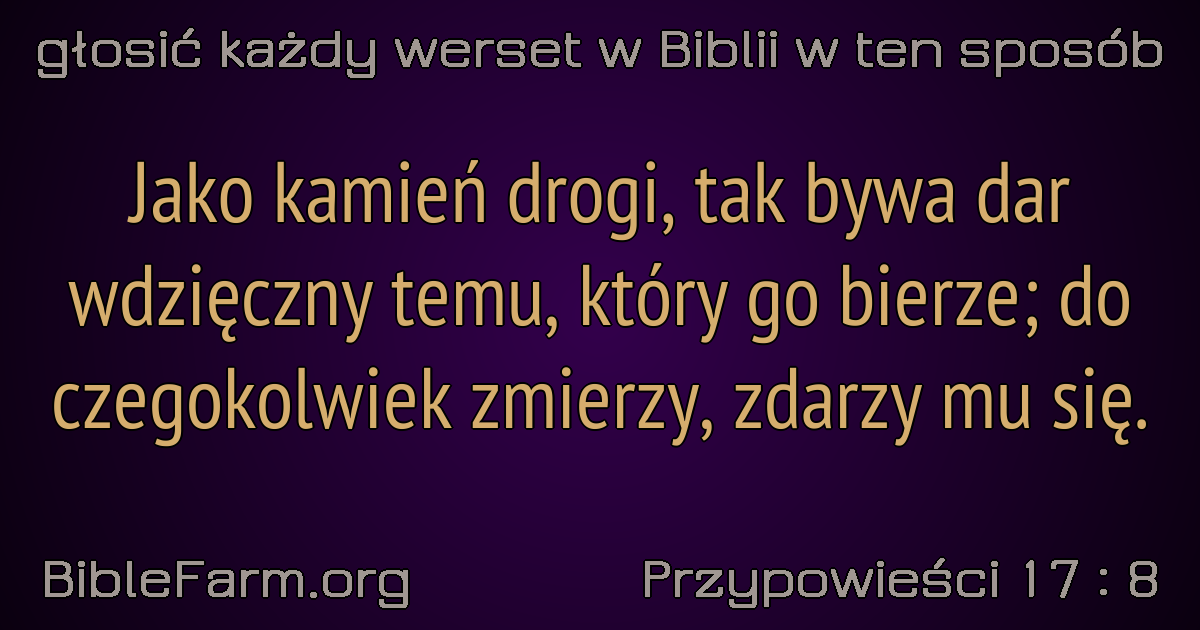 głosić każdy werset w Biblii w ten sposób
Jako kamień drogi, tak bywa dar
wdzięczny temu, który go bierze; do
czegokolwiek zmierzy, zdarzy mu się.
BibleFarm.org
Przypowieści 17 : 8